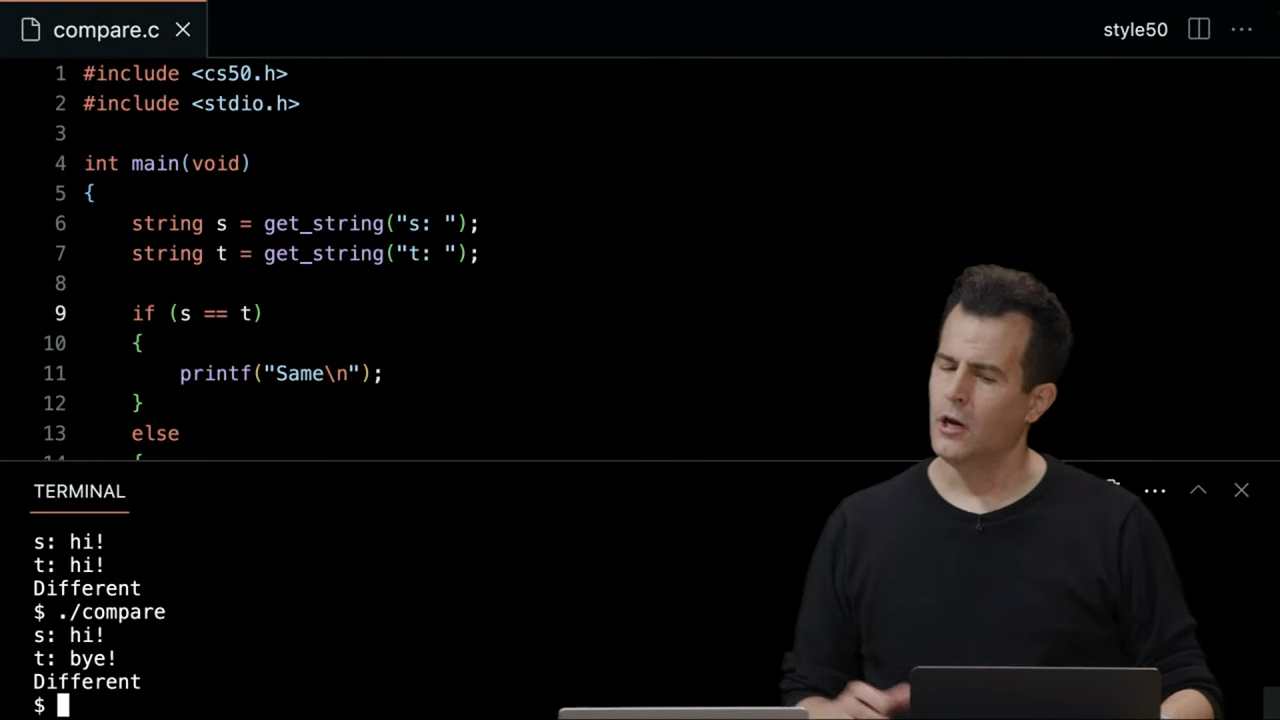 compare.c
style50
1 #include <cs50.h>
2 #include <stdio.h>
3
4 int main(void)
5 {
6 string s = get_string("s: ");
7 string t = get_string("t: ");
8
9 if (s == t)
10 {
11 printf("Same\n");
12 }
13 else
14 {
TERMINAL
s: hi!
t: hi!
Different
$ ./compare
s: hi!
t: bye!
Different
$